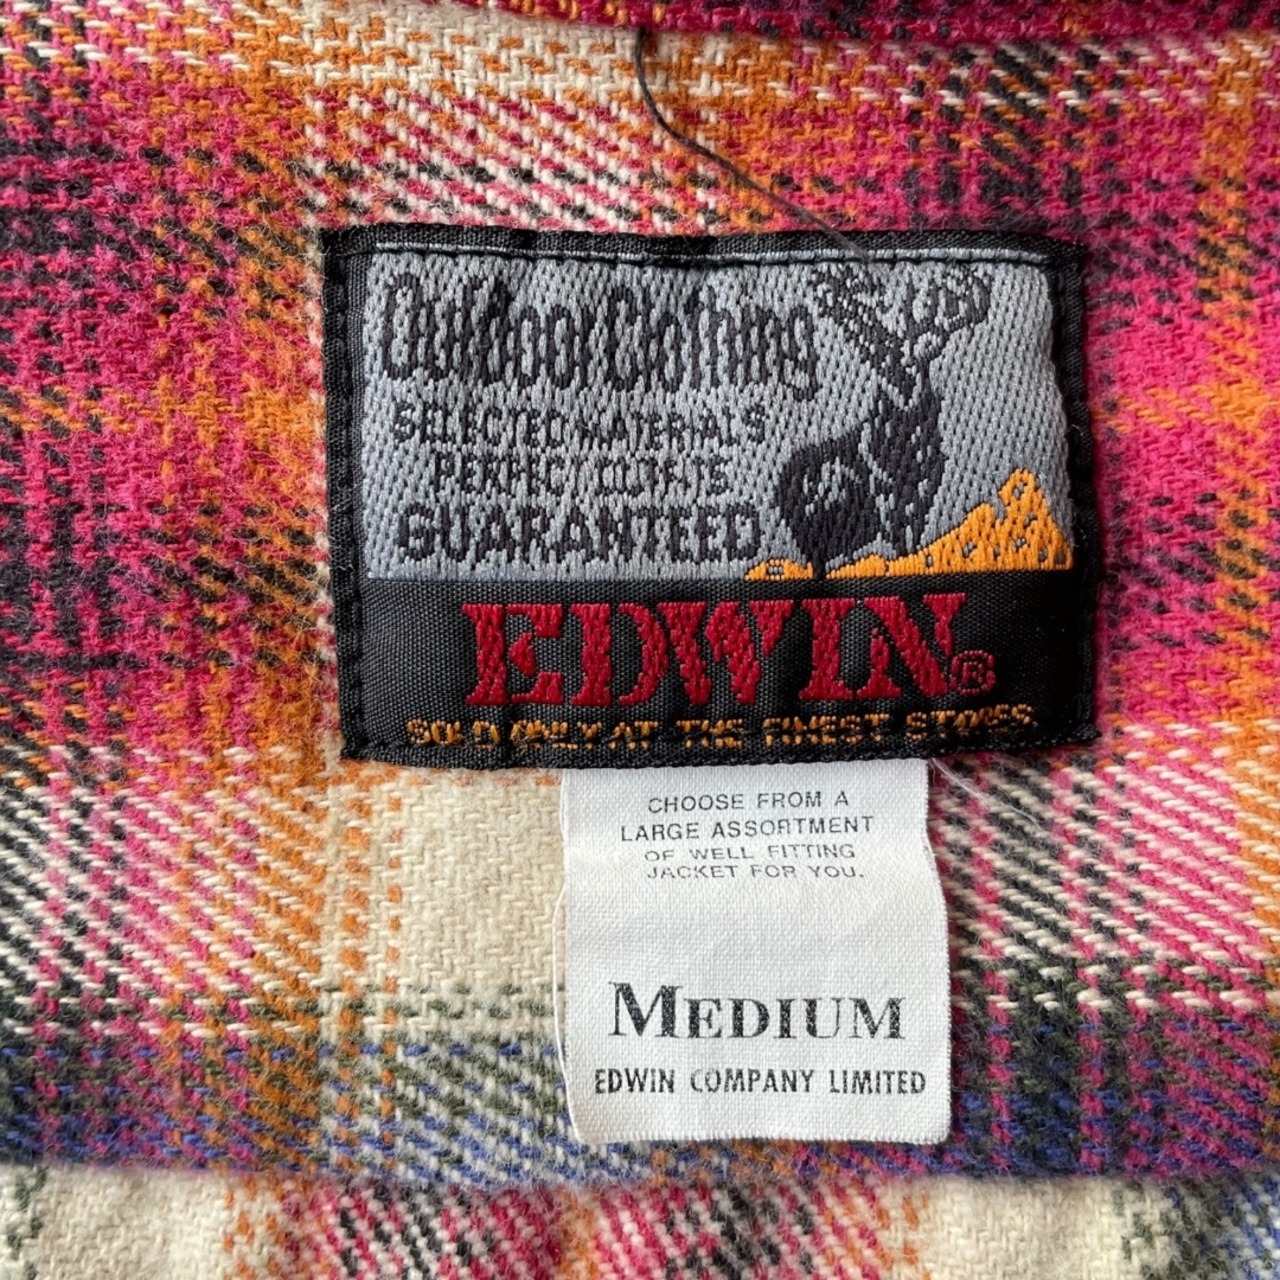 Outdoor Clothing
SELECTED MATERIALS
PERFECT
GUARANTEED
EDWIN®
SOLD ONLY AT THE FINEST STORES
CHOOSE FROM A
LARGE ASSORTMENT
OF WELL FITTING
JACKET FOR YOU.
MEDIUM
EDWIN COMPANY LIMITED